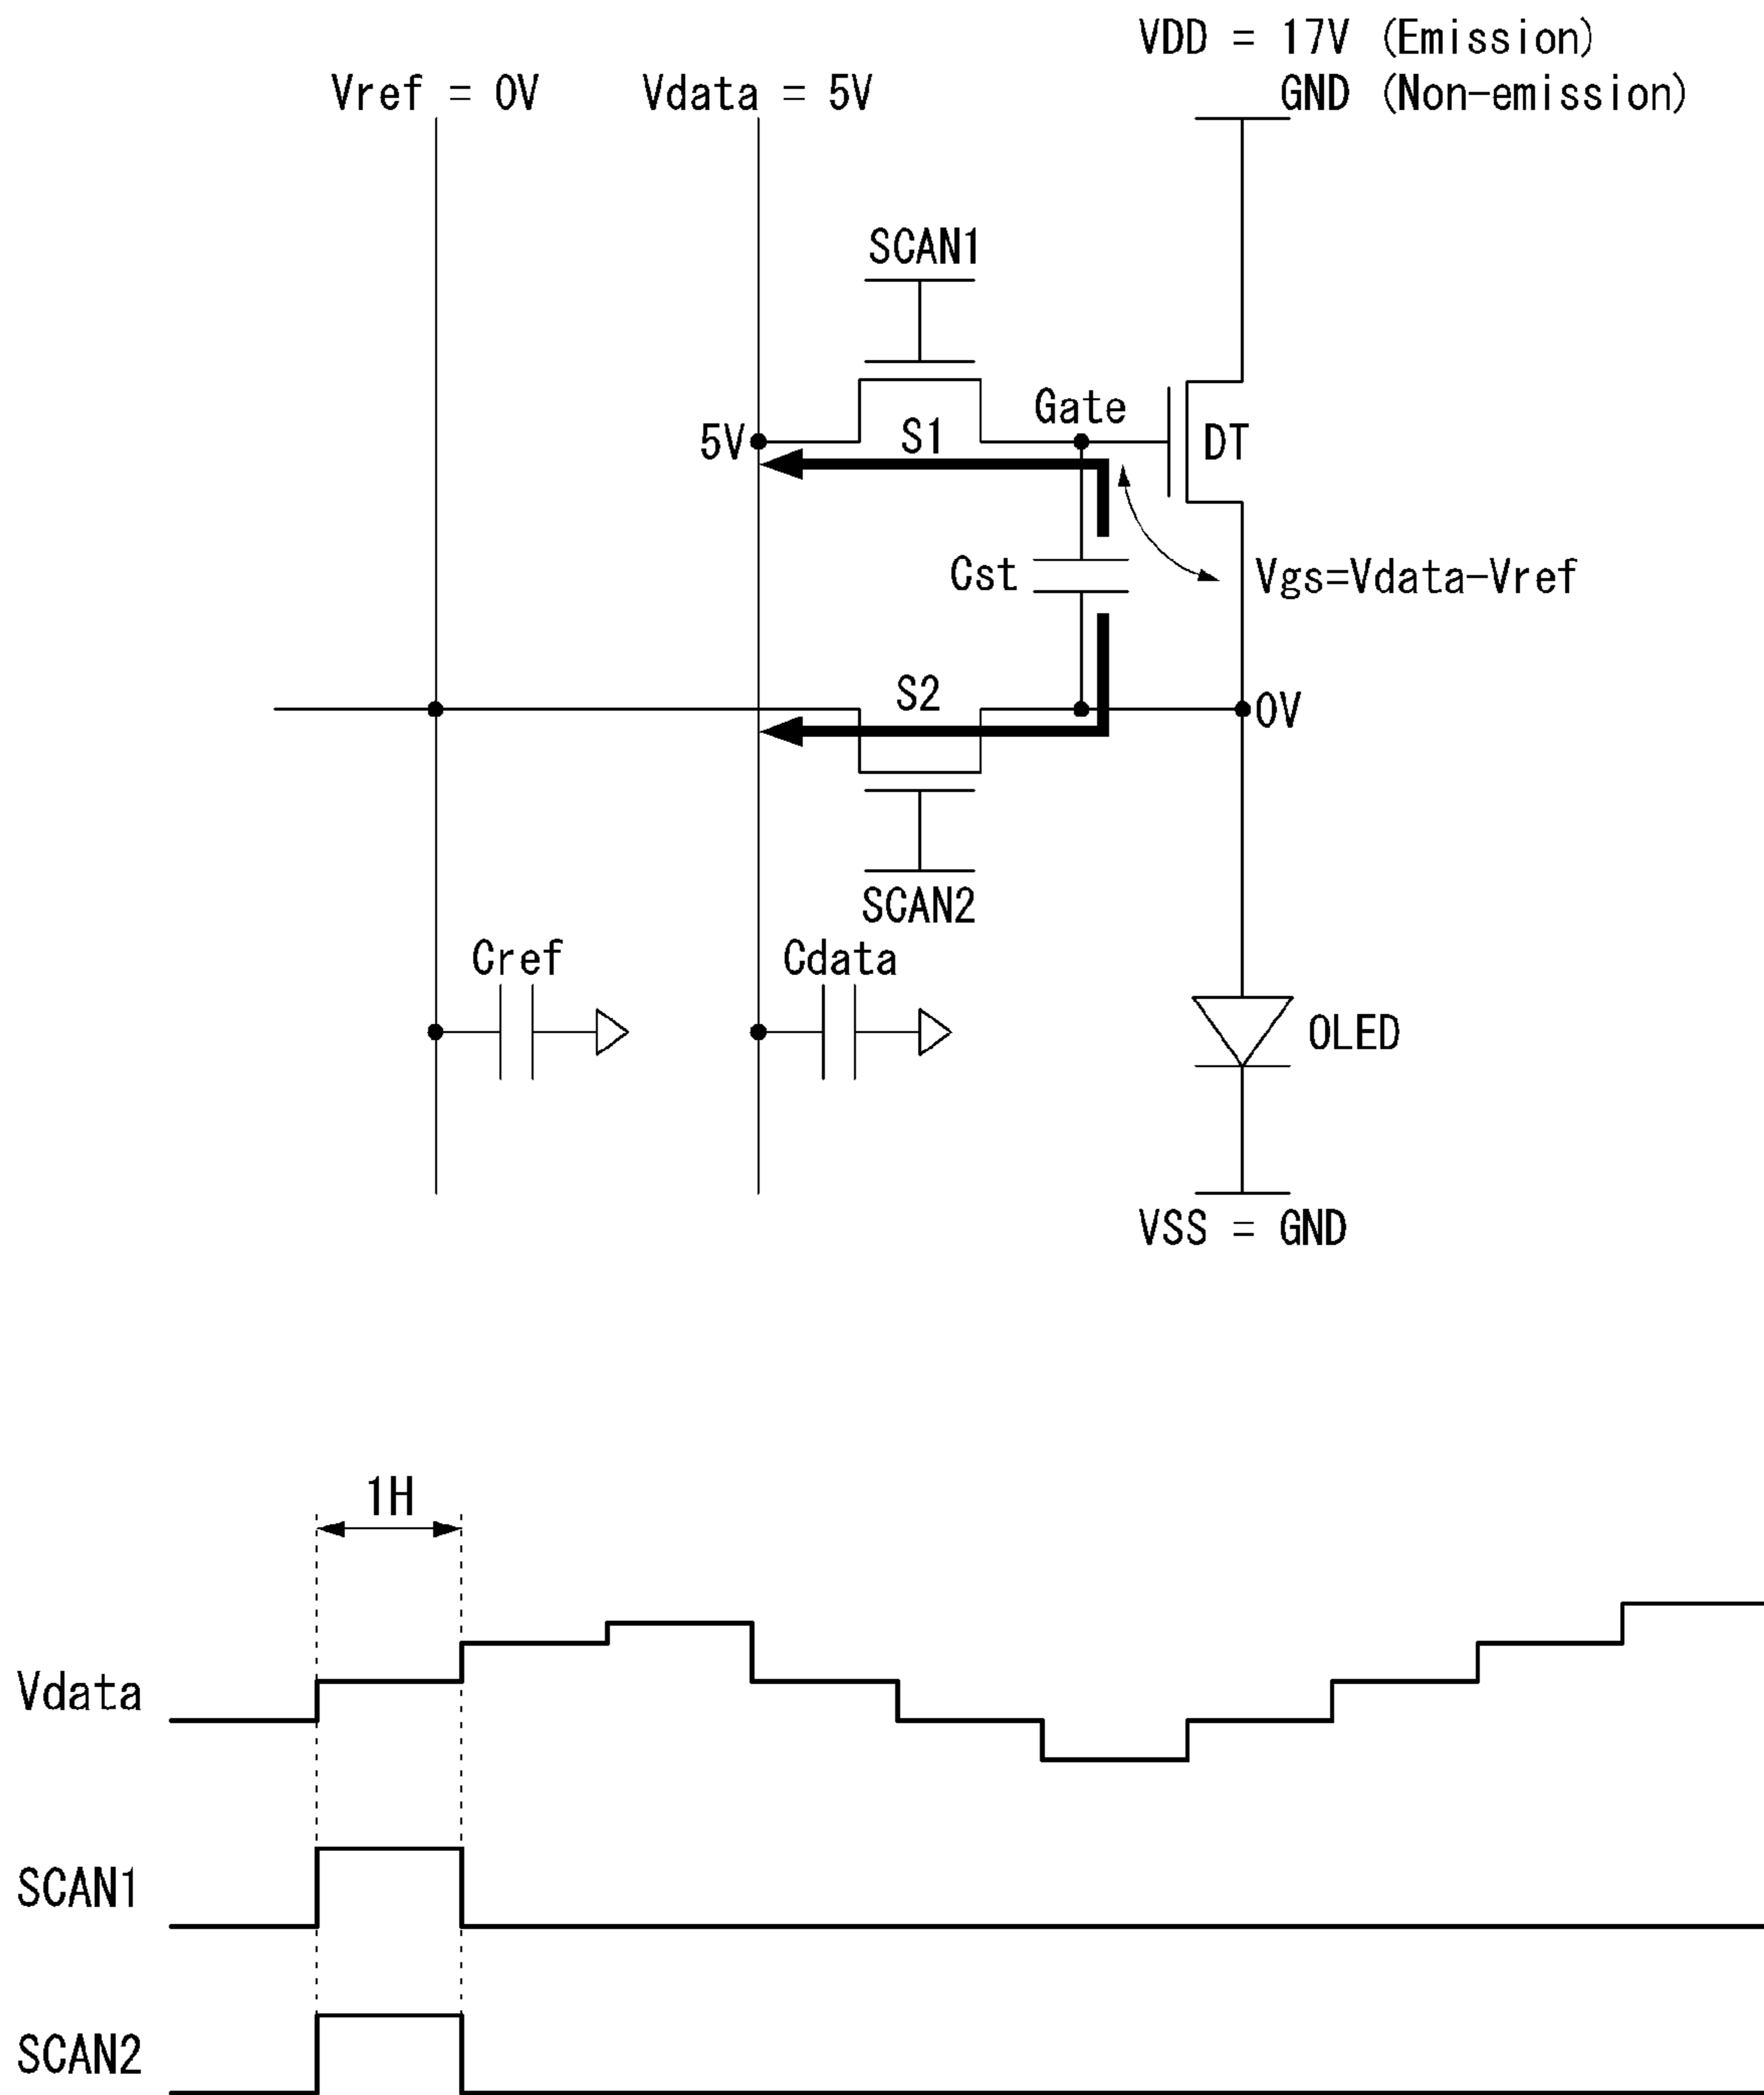 VDD = 17V (Emission)
Vref = 0V
Vdata = 5V
GND (Non-emission)
SCAN1
Gate
5V
S1
DT
Cst
Vgs=Vdata-Vref
S2
0V
SCAN2
Cref
Cdata
OLED
VSS = GND
1H
Vdata
SCAN1
SCAN2